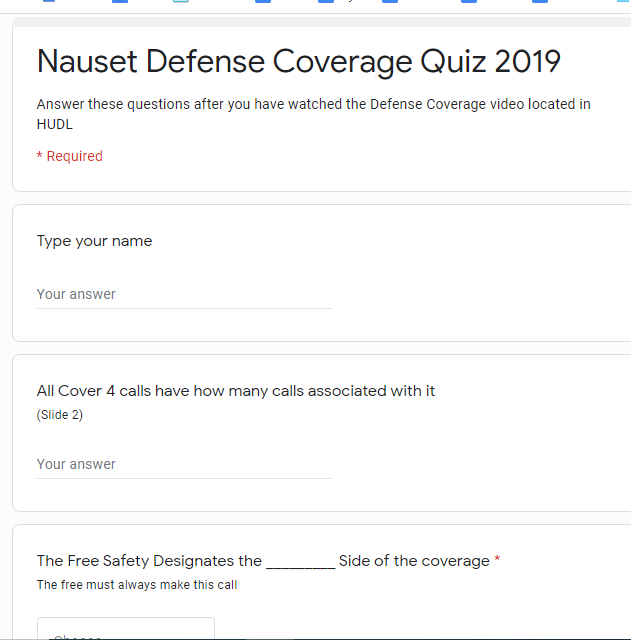 Nauset Defense Coverage Quiz 2019
Answer these questions after you have watched the Defense Coverage video located in
HUDL
* Required
Type your name
Your answer
All Cover 4 calls have how many calls associated with it
(Slide 2)
Your answer
The Free Safety Designates the _________ Side of the coverage *
The free must always make this call
Choose